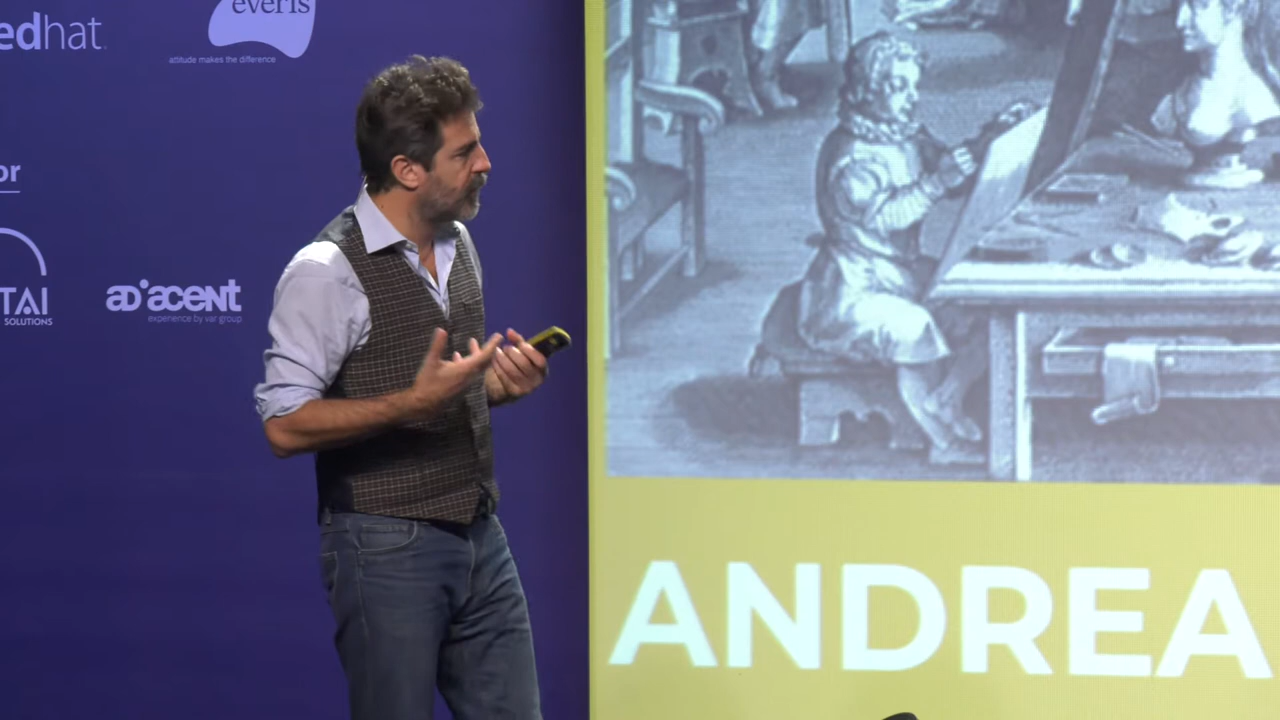 edhat
everis
attitude makes the difference
or
TAI
SOLUTIONS
ad'acent
experience by var group
ANDREA